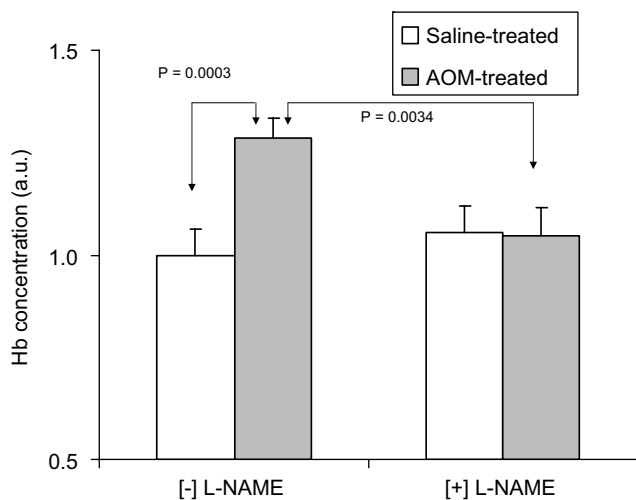 Saline-treated
AOM-treated
P = 0.0003
P = 0.0034
Hb concentration (a.u.)
1.5
1.0
0.5
[-] L-NAME
[+] L-NAME